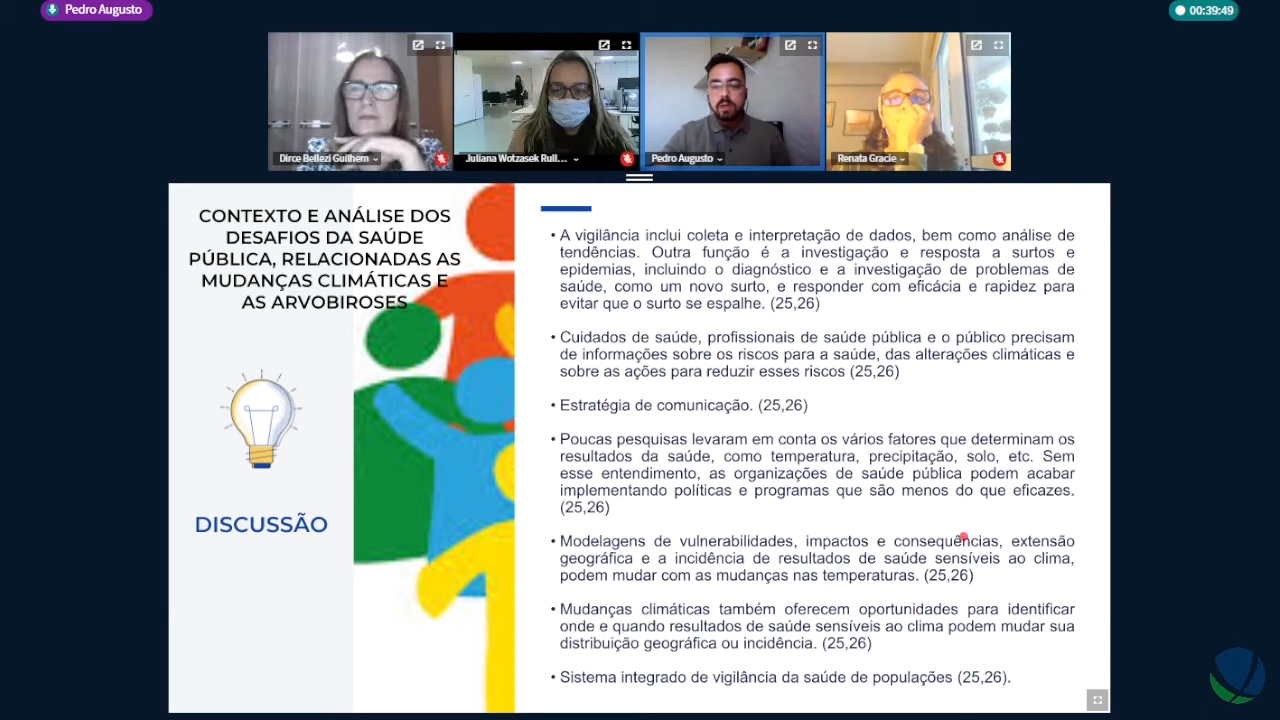 Pedro Augusto
00:39:49
Dirce Bellezi Guilhem
Juliana Wotzasek Rull...
Pedro Augusto
Renata Gracie
CONTEXTO E ANÁLISE DOS
DESAFIOS DA SAÚDE
PÚBLICA, RELACIONADAS AS
MUDANÇAS CLIMÁTICAS E
AS ARVOBIROSES
DISCUSSÃO
• A vigilância inclui coleta e interpretação de dados, bem como análise de
tendências. Outra função é a investigação e resposta a surtos e
epidemias, incluindo o diagnóstico e a investigação de problemas de
saúde, como um novo surto, e responder com eficácia e rapidez para
evitar que o surto se espalhe. (25,26)
• Cuidados de saúde, profissionais de saúde pública e o público precisam
de informações sobre os riscos para a saúde, das alterações climáticas e
sobre as ações para reduzir esses riscos (25,26)
• Estratégia de comunicação. (25,26)
• Poucas pesquisas levaram em conta os vários fatores que determinam os
resultados da saúde, como temperatura, precipitação, solo, etc. Sem
esse entendimento, as organizações de saúde pública podem acabar
implementando políticas e programas que são menos do que eficazes.
(25,26)
• Modelagens de vulnerabilidades, impactos e consequências, extensão
geográfica e a incidência de resultados de saúde sensíveis ao clima,
podem mudar com as mudanças nas temperaturas. (25,26)
• Mudanças climáticas também oferecem oportunidades para identificar
onde e quando resultados de saúde sensíveis ao clima podem mudar sua
distribuição geográfica ou incidência. (25,26)
• Sistema integrado de vigilância da saúde de populações (25,26).